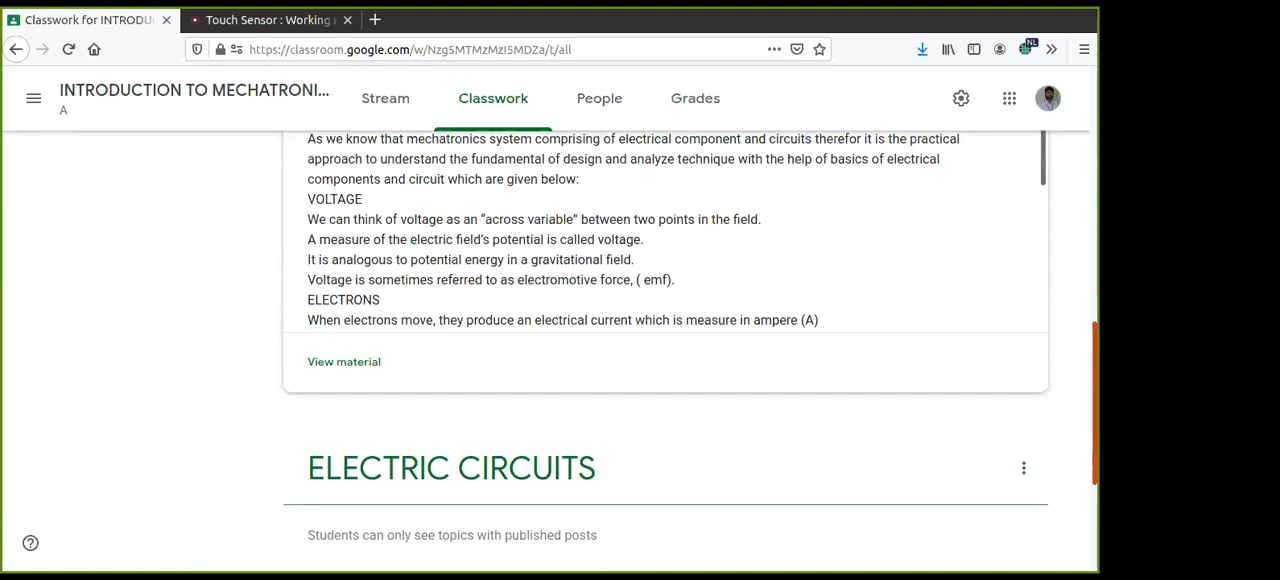 Classwork for INTRODU
Touch Sensor : Working
https://classroom.google.com/w/Nzg5MTMzMzI5MDZa/t/all
NL
INTRODUCTION TO MECHATRONI...
A
Stream
Classwork
People
Grades
As we know that mechatronics system comprising of electrical component and circuits therefor it is the practical
approach to understand the fundamental of design and analyze technique with the help of basics of electrical
components and circuit which are given below:
VOLTAGE
We can think of voltage as an “across variable” between two points in the field.
A measure of the electric field’s potential is called voltage.
It is analogous to potential energy in a gravitational field.
Voltage is sometimes referred to as electromotive force, ( emf).
ELECTRONS
When electrons move, they produce an electrical current which is measure in ampere (A)
View material
ELECTRIC CIRCUITS
Students can only see topics with published posts